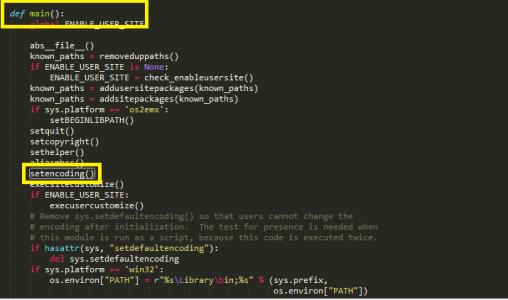 def main():
global ENABLE_USER_SITE
abs__file__()
known_paths = removeduppaths()
if ENABLE_USER_SITE is None:
ENABLE_USER_SITE = check_enableusersite()
known_paths = addusersitepackages(known_paths)
known_paths = addsitepackages(known_paths)
if sys.platform == 'os2emx':
setBEGINLIBPATH()
setquit()
setcopyright()
sethelper()
aliasmbcs()
setencoding()
execsitecustomize()
if ENABLE_USER_SITE:
execusercustomize()
# Remove sys.setdefaultencoding() so that users cannot change the
# encoding after initialization.  The test for presence is needed when
# this module is run as a script, because this code is executed twice.
if hasattr(sys, "setdefaultencoding"):
del sys.setdefaultencoding
if sys.platform == 'win32':
os.environ["PATH"] = r"%s\Library\bin;%s" % (sys.prefix,
os.environ["PATH"])